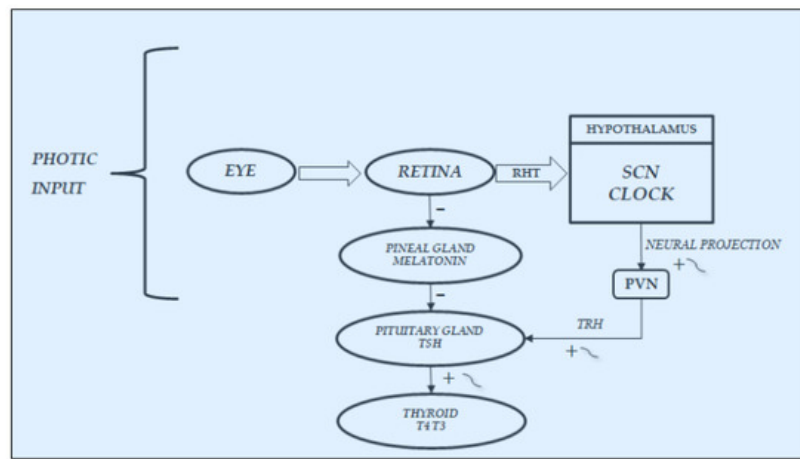 PHOTIC
INPUT
EYE
RETINA
RHT
HYPOTHALAMUS
SCN
CLOCK
–
PINEAL GLAND
MELATONIN
–
NEURAL PROJECTION
+
PVN
PITUITARY GLAND
TSH
TRH
+
+
THYROID
T4 T3